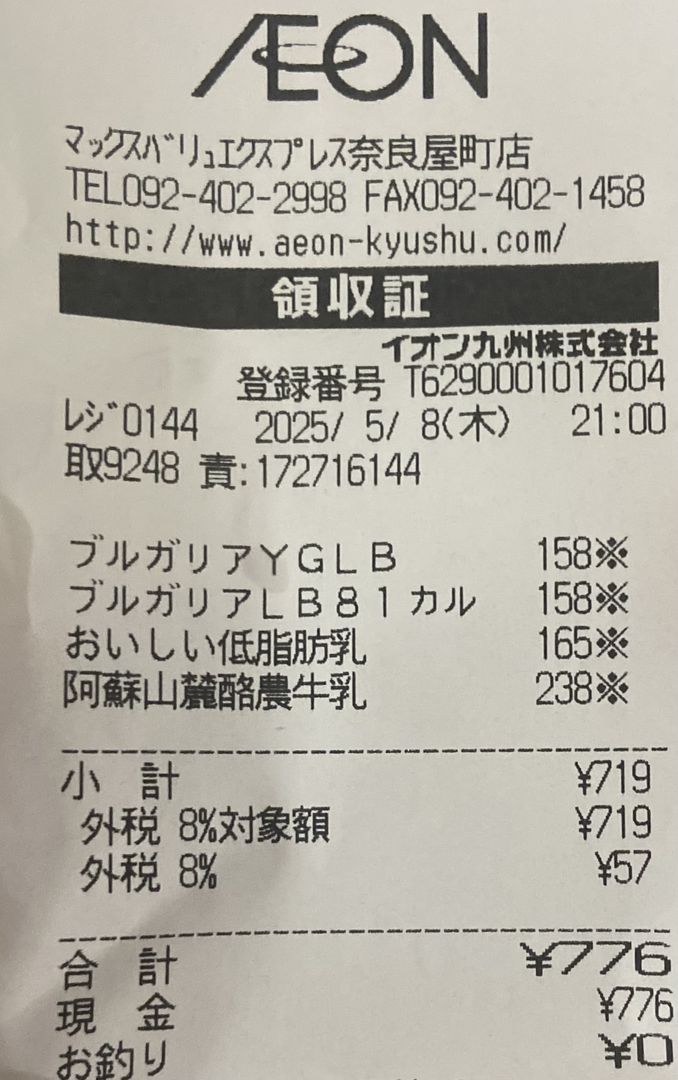 AEON
マックスバリュエクスプレス奈良屋町店
TEL092-402-2998 FAX092-402-1458
http://www.aeon-kyushu.com/
領収証
イオン九州株式会社
登録番号 T6290001017604
レジ0144 2025/ 5/ 8(木) 21:00
取9248 責:172716144
ブルガリアYGLB 158※
ブルガリアLB81カル 158※
おいしい低脂肪乳 165※
阿蘇山麓酪農牛乳 238※
小 計 ¥719
外税 8%対象額 ¥719
外税 8% ¥57
合 計 ¥776
現 金 ¥776
お釣り ¥0